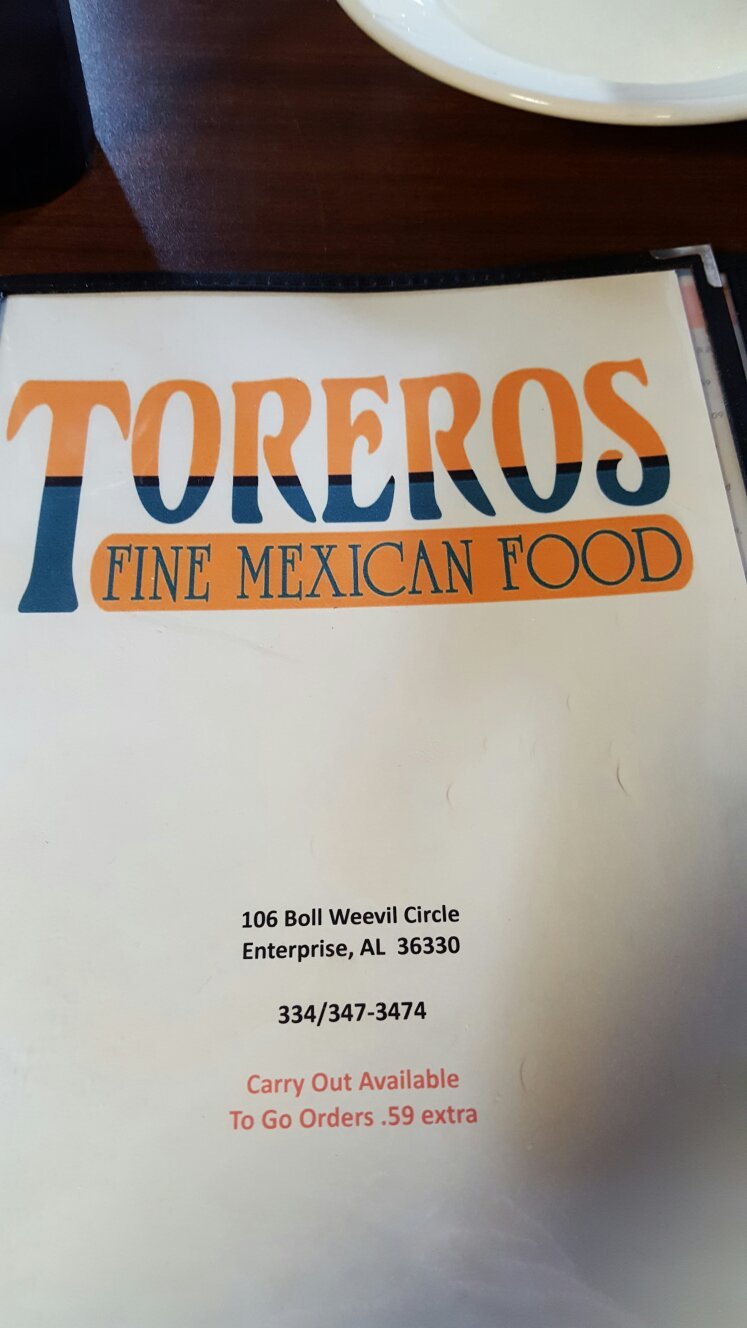 TOREROS
FINE MEXICAN FOOD
106 Boll Weevil Circle
Enterprise, AL 36330
334/347-3474
Carry Out Available
To Go Orders .59 extra